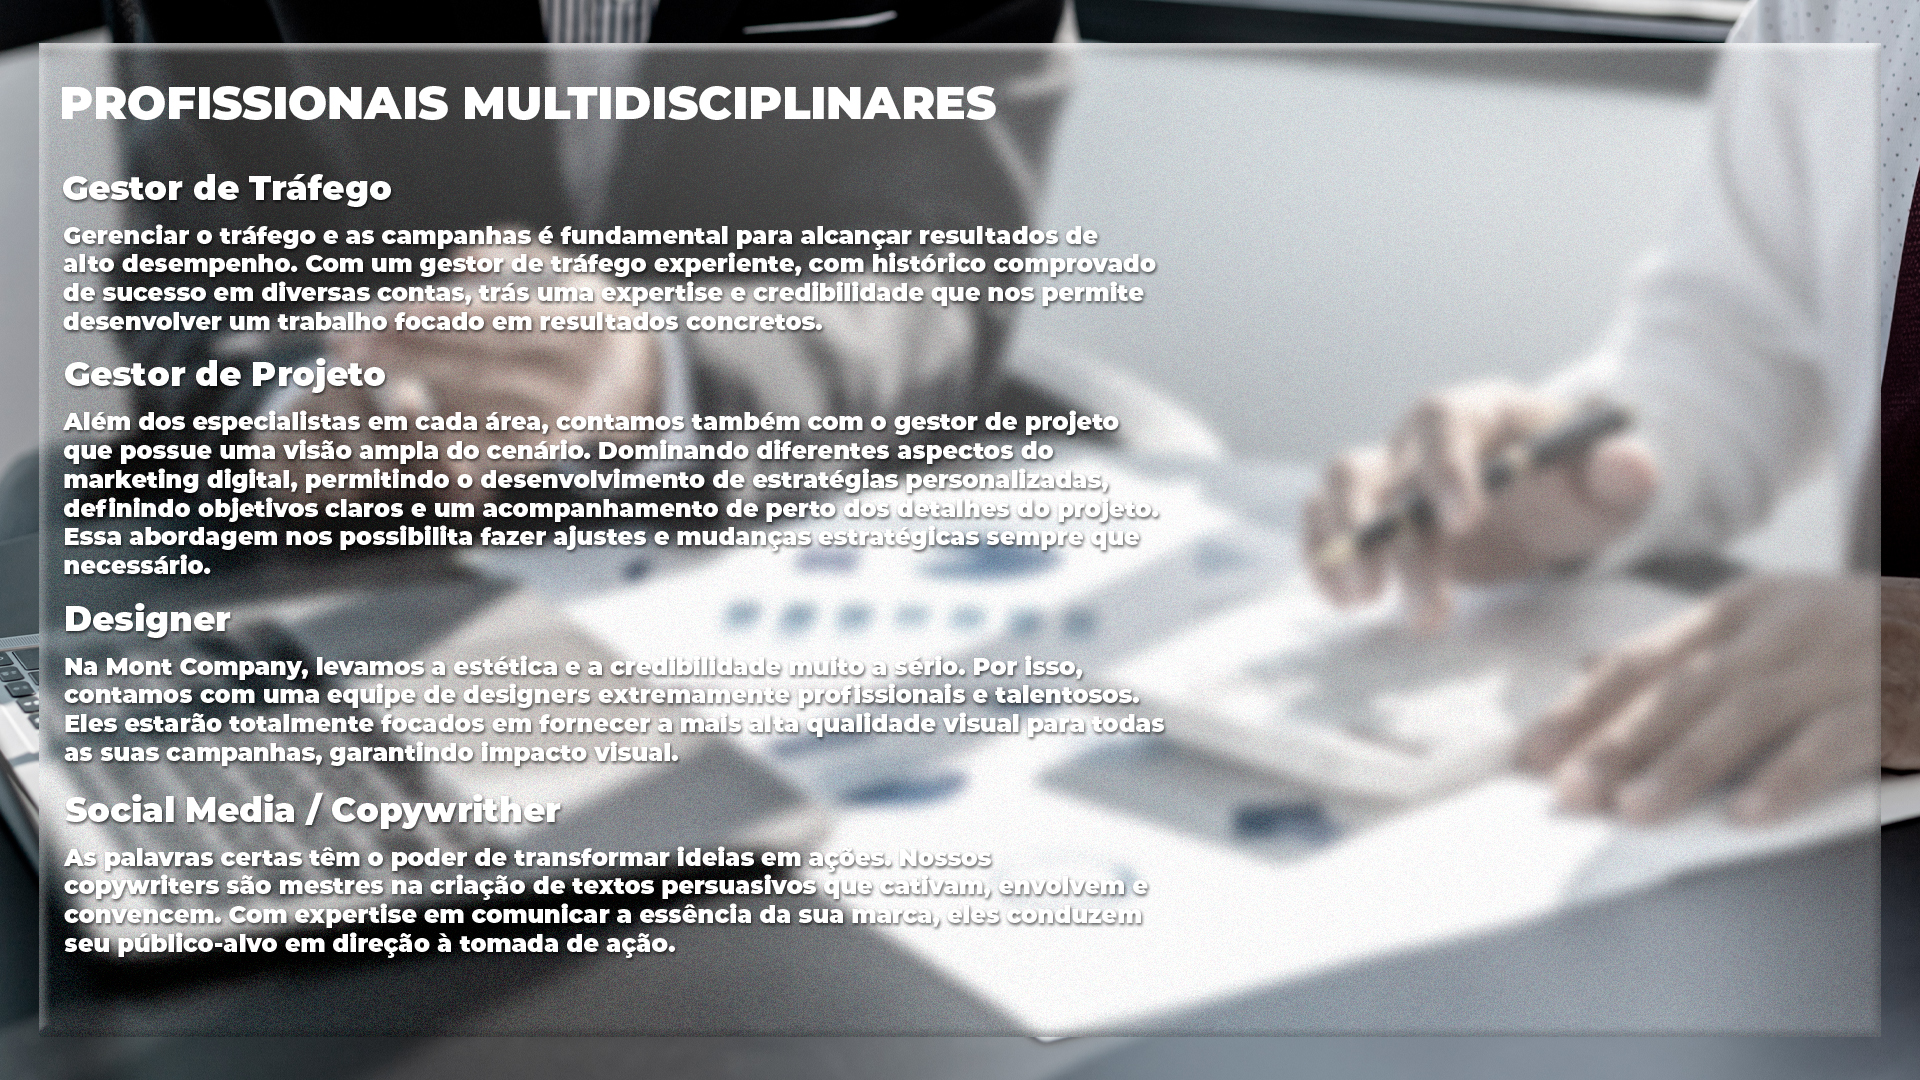 PROFISSIONAIS MULTIDISCIPLINARES
Gestor de Tráfego
Gerenciar o tráfego e as campanhas é fundamental para alcançar resultados de
alto desempenho. Com um gestor de tráfego experiente, com histórico comprovado
de sucesso em diversas contas, trás uma expertise e credibilidade que nos permite
desenvolver um trabalho focado em resultados concretos.
Gestor de Projeto
Além dos especialistas em cada área, contamos também com o gestor de projeto
que possue uma visão ampla do cenário. Dominando diferentes aspectos do
marketing digital, permitindo o desenvolvimento de estratégias personalizadas,
definindo objetivos claros e um acompanhamento de perto dos detalhes do projeto.
Essa abordagem nos possibilita fazer ajustes e mudanças estratégicas sempre que
necessário.
Designer
Na Mont Company, levamos a estética e a credibilidade muito a sério. Por isso,
contamos com uma equipe de designers extremamente profissionais e talentosos.
Eles estarão totalmente focados em fornecer a mais alta qualidade visual para todas
as suas campanhas, garantindo impacto visual.
Social Media / Copywrither
As palavras certas têm o poder de transformar ideias em ações. Nossos
copywriters são mestres na criação de textos persuasivos que cativam, envolvem e
convencem. Com expertise em comunicar a essência da sua marca, eles conduzem
seu público-alvo em direção à tomada de ação.